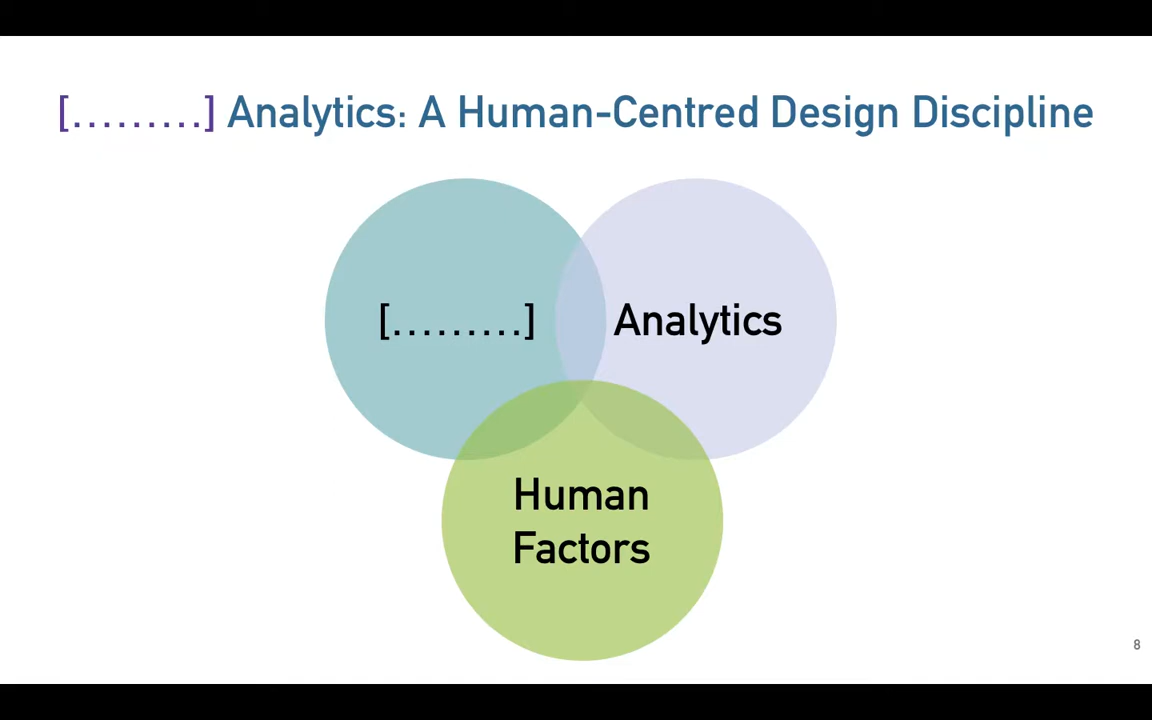 [.........] Analytics: A Human-Centred Design Discipline
[.........]
Analytics
Human
Factors
8